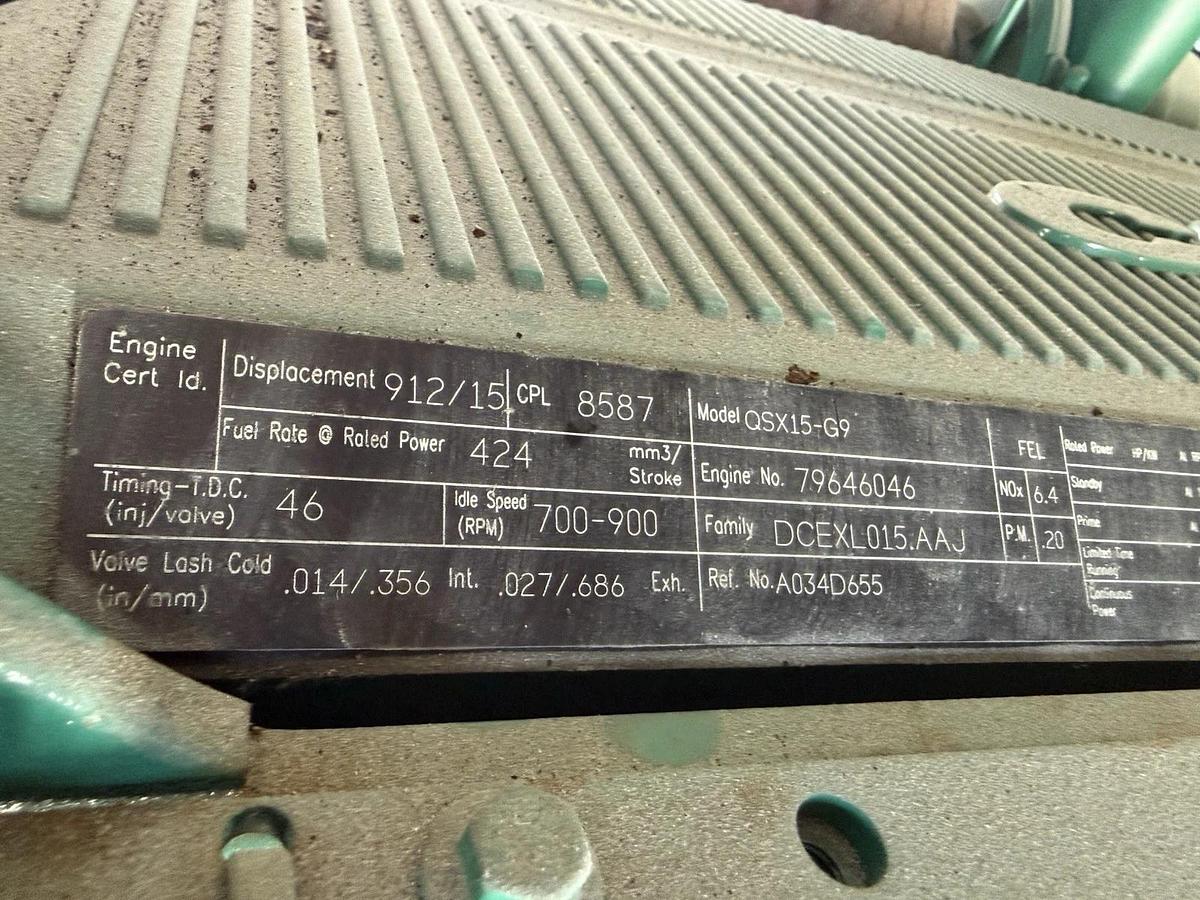 Engine
Cert Id.
Displacement 912/15 CPL 8587
Fuel Rate @ Rated Power 424 mm3/
Stroke
Timing-T.D.C.
(inj/valve) 46
Idle Speed
(RPM) 700-900
Valve Lash Cold
(in/mm) .014/.356 Int. .027/.686 Exh.
Model QSX15-G9
Engine No. 79646046
Family DCEXL015.AAJ
Ref. No. A034D655
FEL
NOx 6.4
P.M. .20
Rated Power HP/KW
Standby
Prime
Limited Time
Running
Continuous
Power